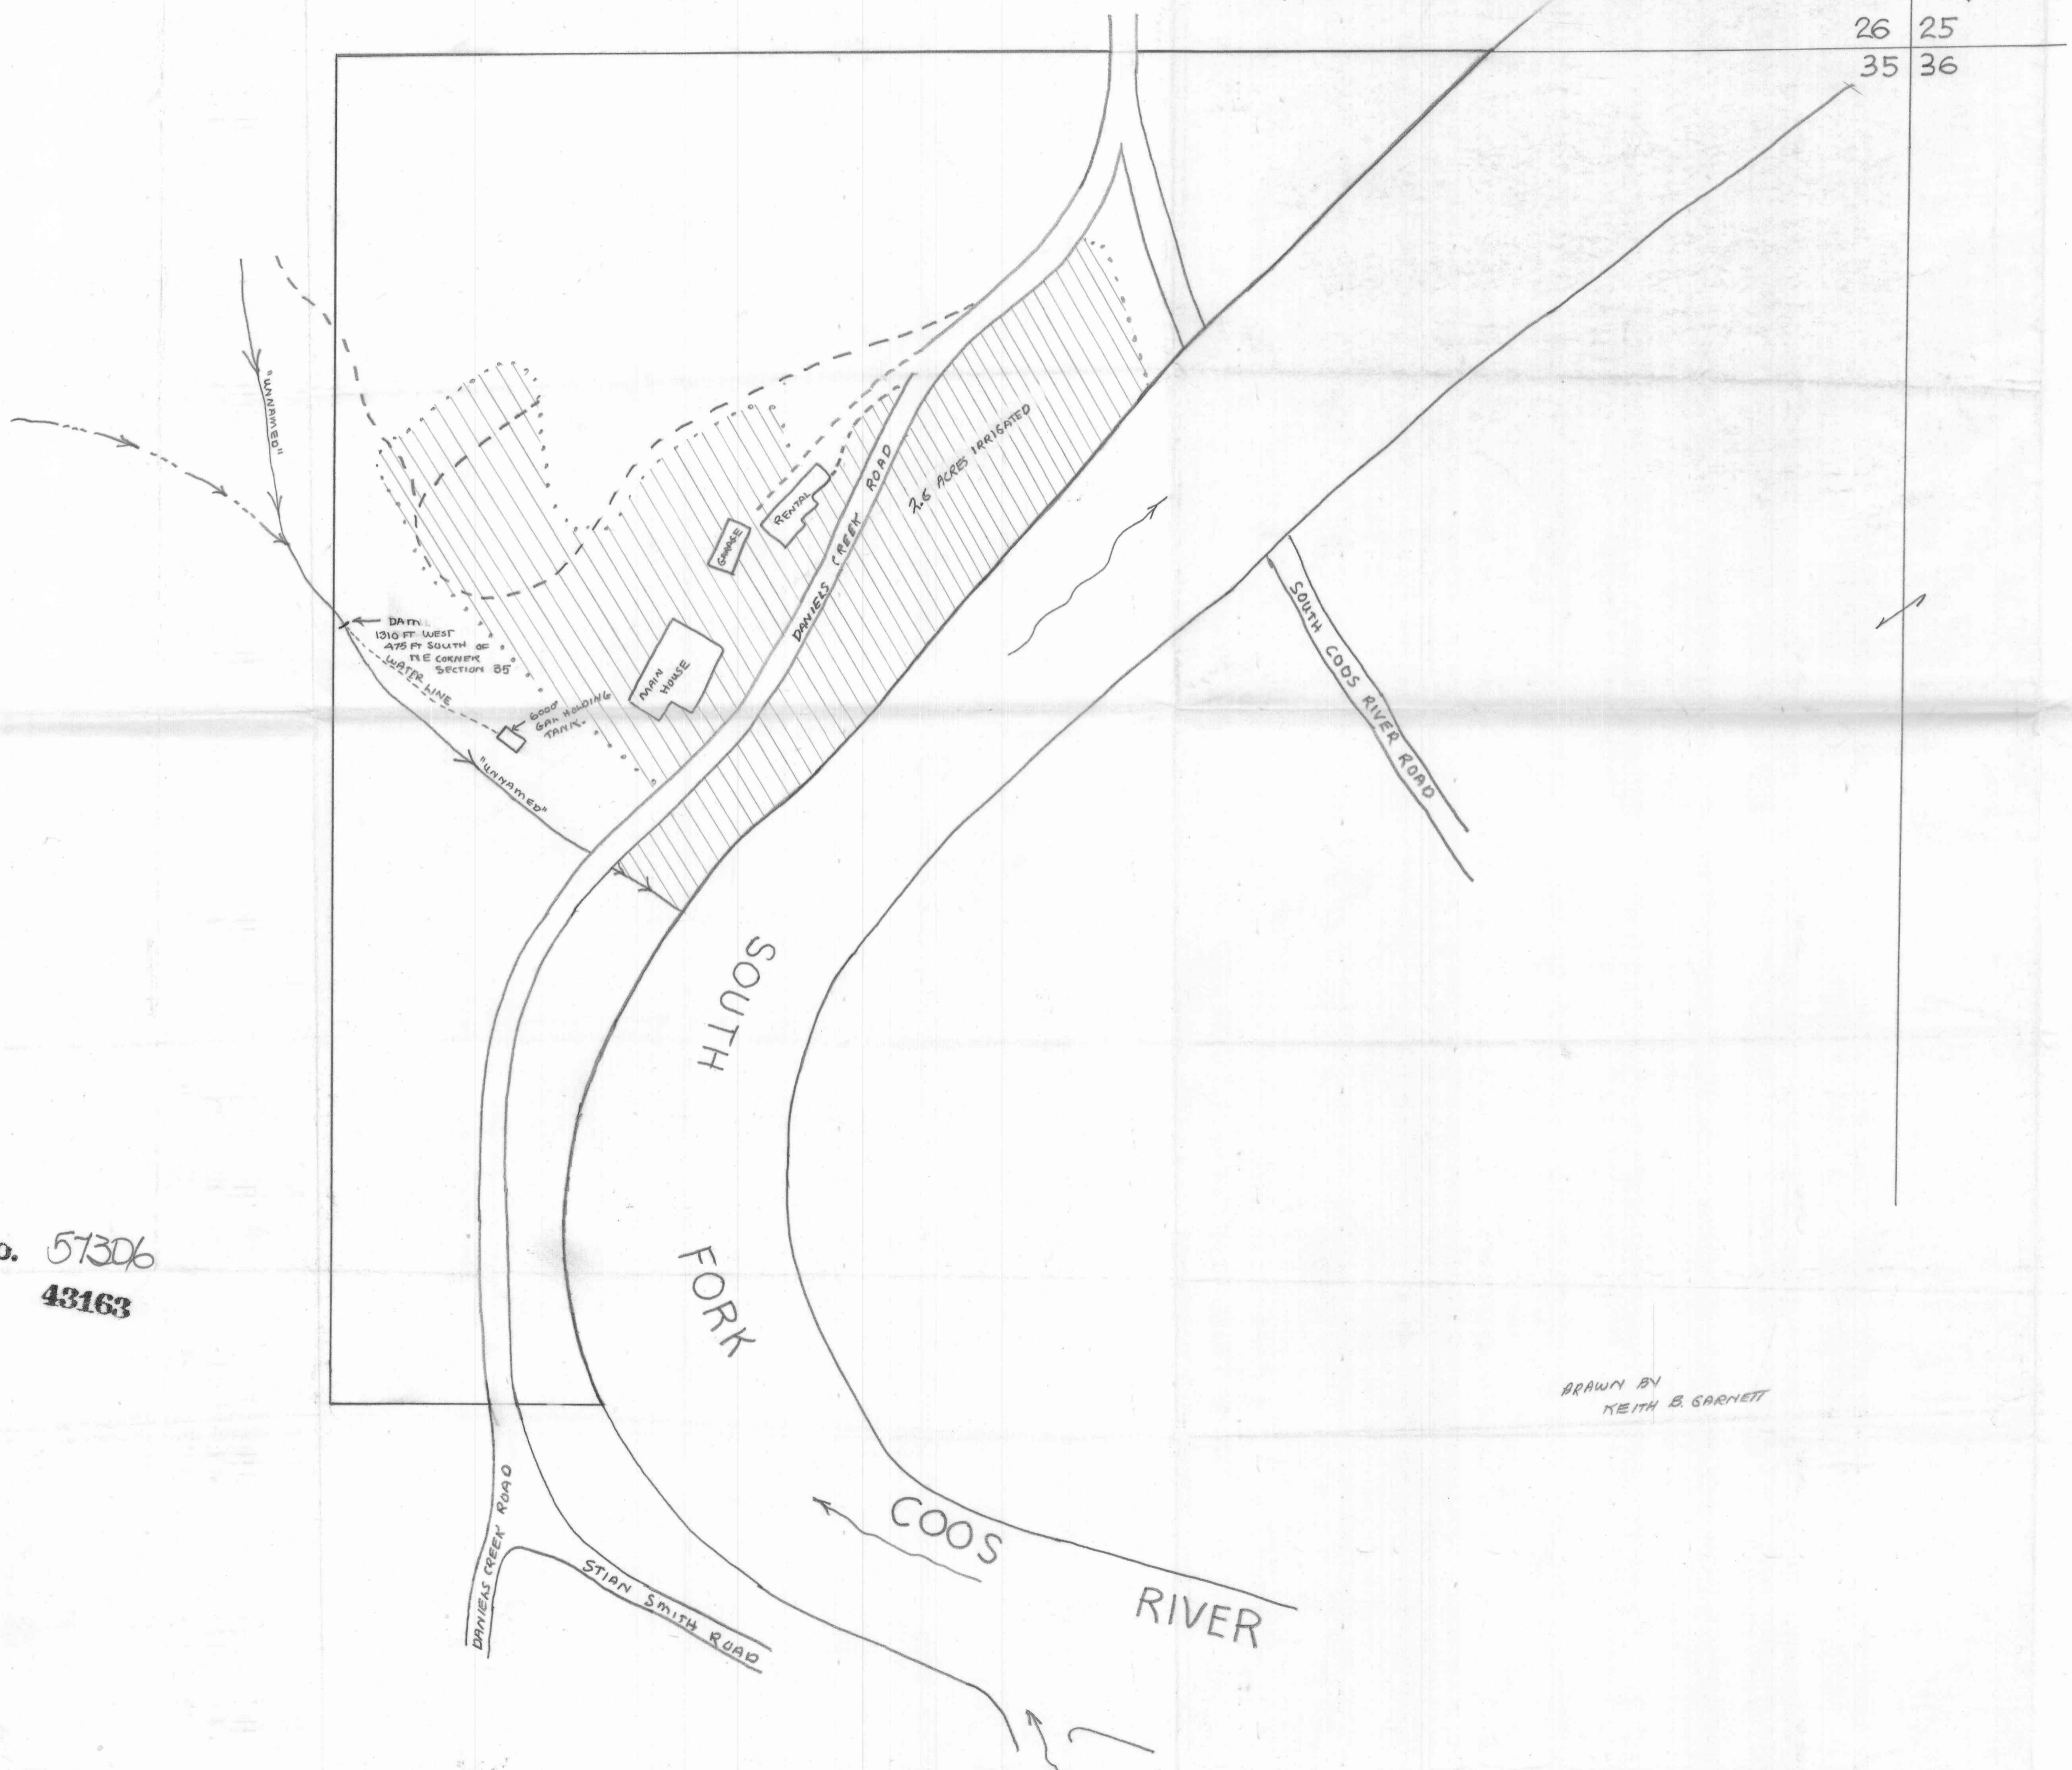 26 25
35 36
"UNNAMED"
7.6 ACRES IRRIGATED
DANIELS CREEK ROAD
RENTAL
GARAGE
MAIN
HOUSE
DAM
1310 FT WEST
475 FT SOUTH OF
NE CORNER
SECTION 35
WATER LINE
6000
GAL HOLDING
TANK.
"UNNAMED"
SOUTH COOS RIVER ROAD
SOUTH
FORK
COOS
RIVER
57306
43163
DRAWN BY
KEITH B. GARNETT
DANIELS CREEK ROAD
STIAN SMITH ROAD